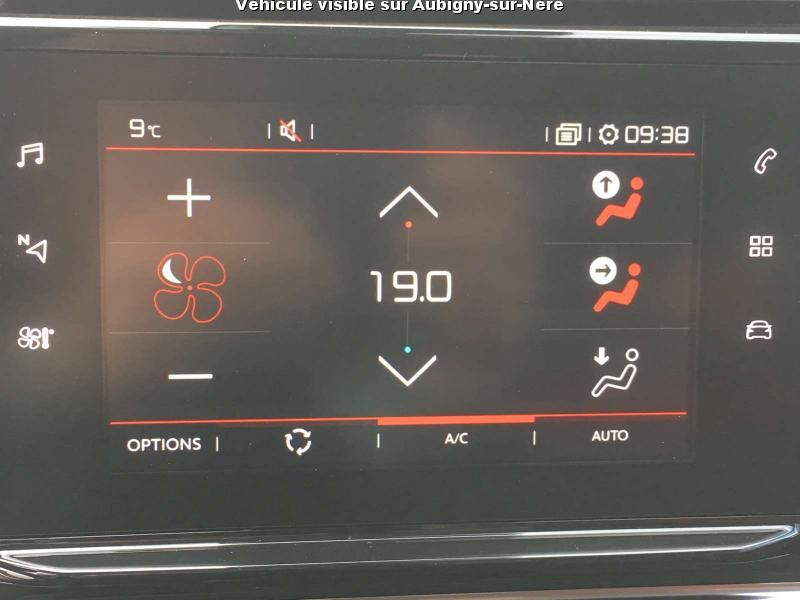 Véhicule visible sur Aubigny-sur-Nère
9°C
09:38
N
19.0
OPTIONS
A/C
AUTO